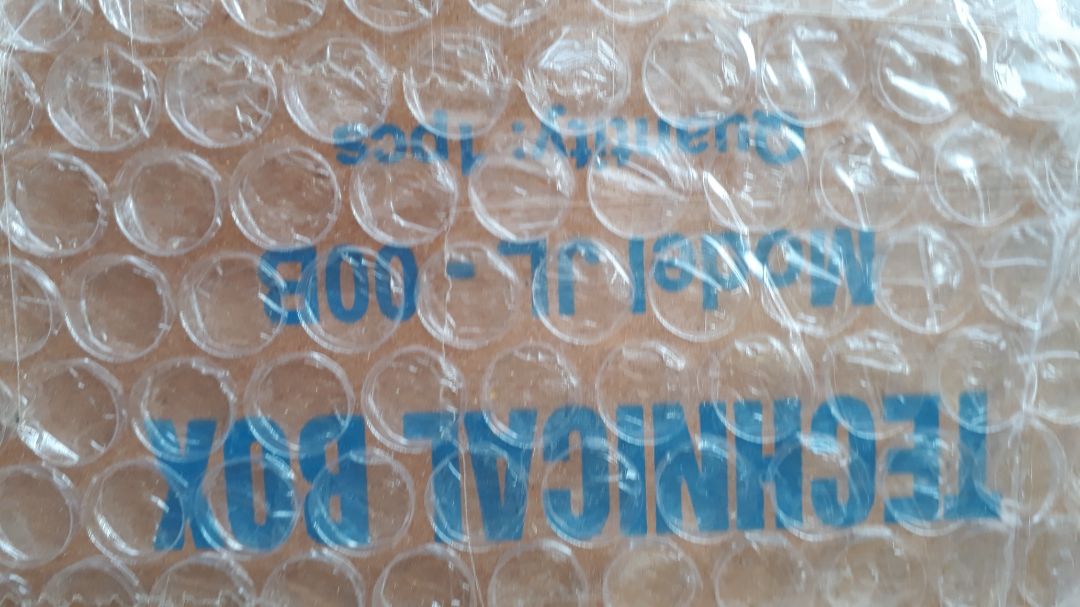 TECHNICAL BOX
Model JL - 00B
Quantity: 1pcs